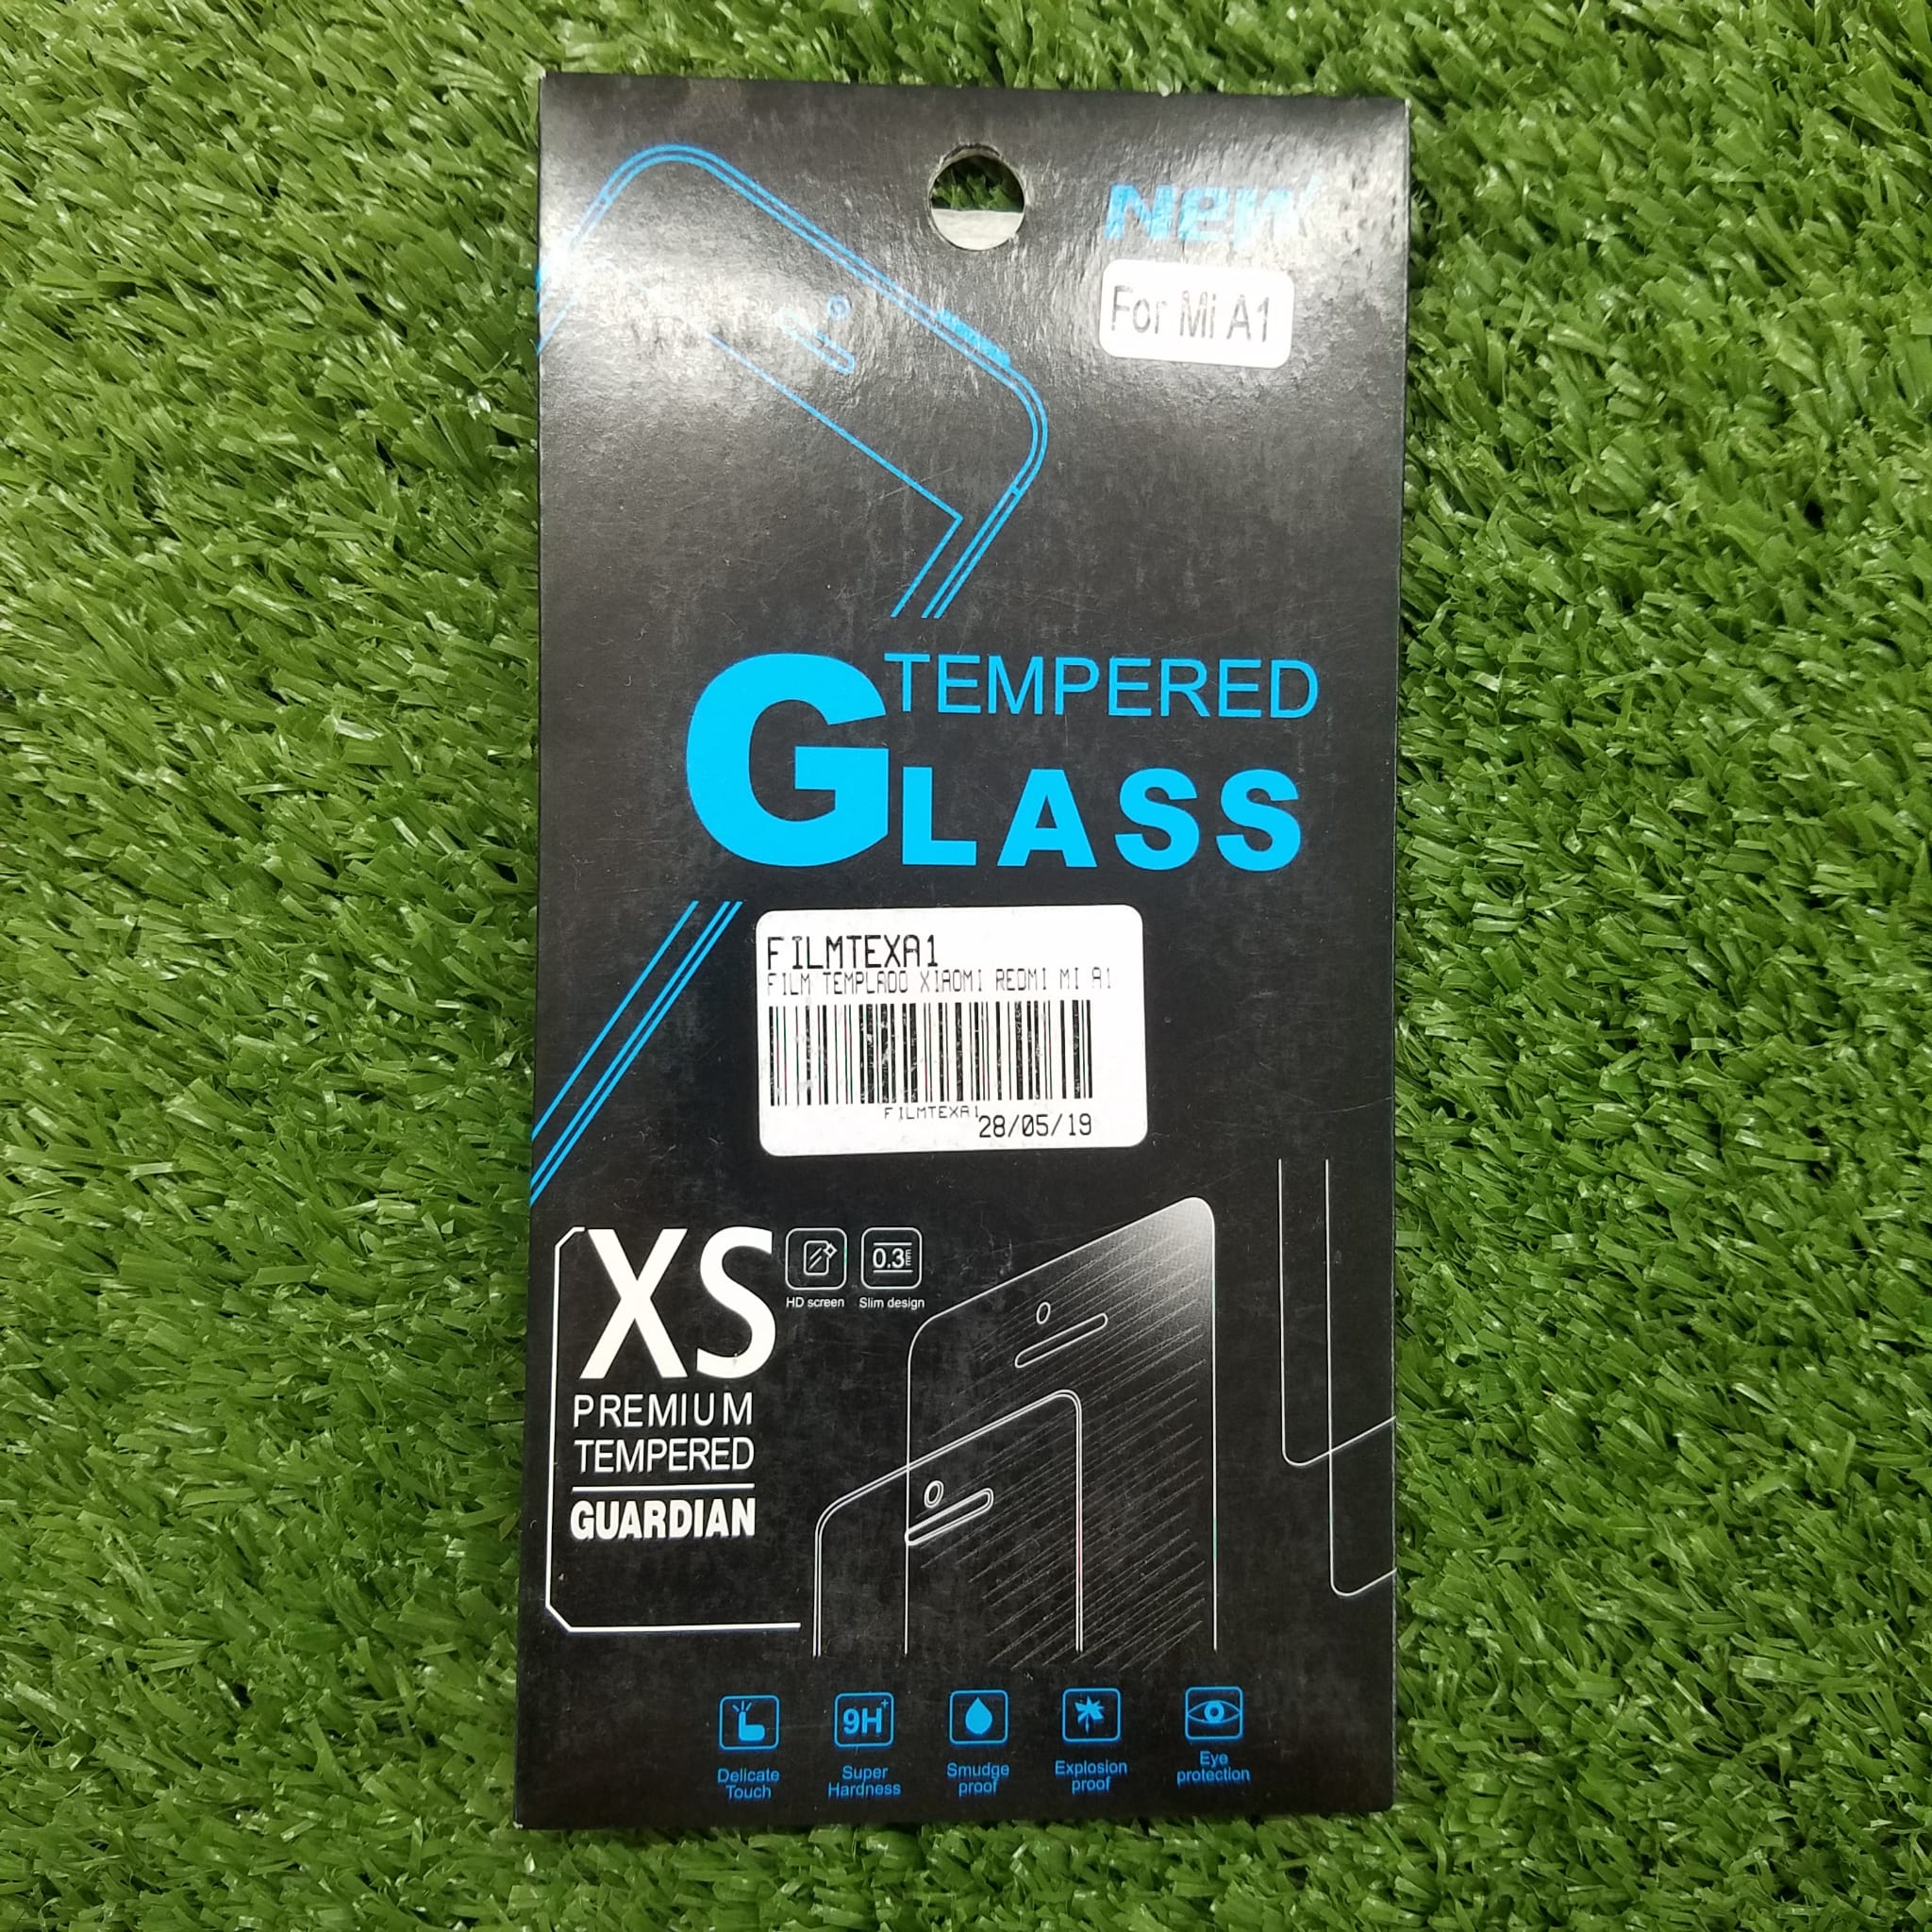 New
For Mi A1
TEMPERED
GLASS
FILMTEXA1
FILM TEMPLADO XIAOMI REDMI MI A1
FILMTEXA1
28/05/19
XS
HD screen
0.3
Slim design
PREMIUM
TEMPERED
GUARDIAN
9H+
Delicate Touch
Super Hardness
Smudge proof
Explosion proof
Eye protection